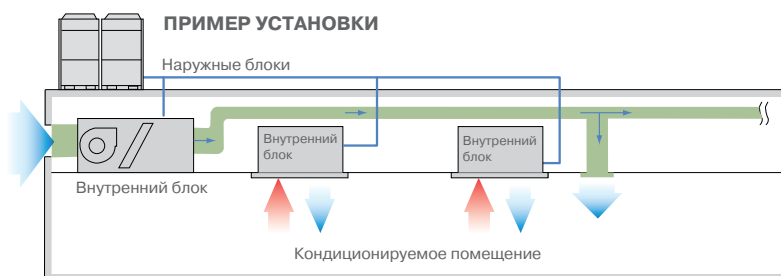 ПРИМЕР УСТАНОВКИ
Наружные блоки
Внутренний блок
Внутренний
блок
Внутренний
блок
Кондиционируемое помещение